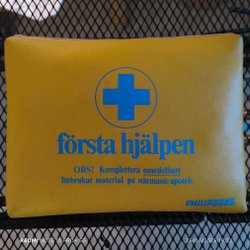 första hjälpen
OBS! Komplettera omedelbart
förbrukat material på närmaste apotek.
PHILIPSONS